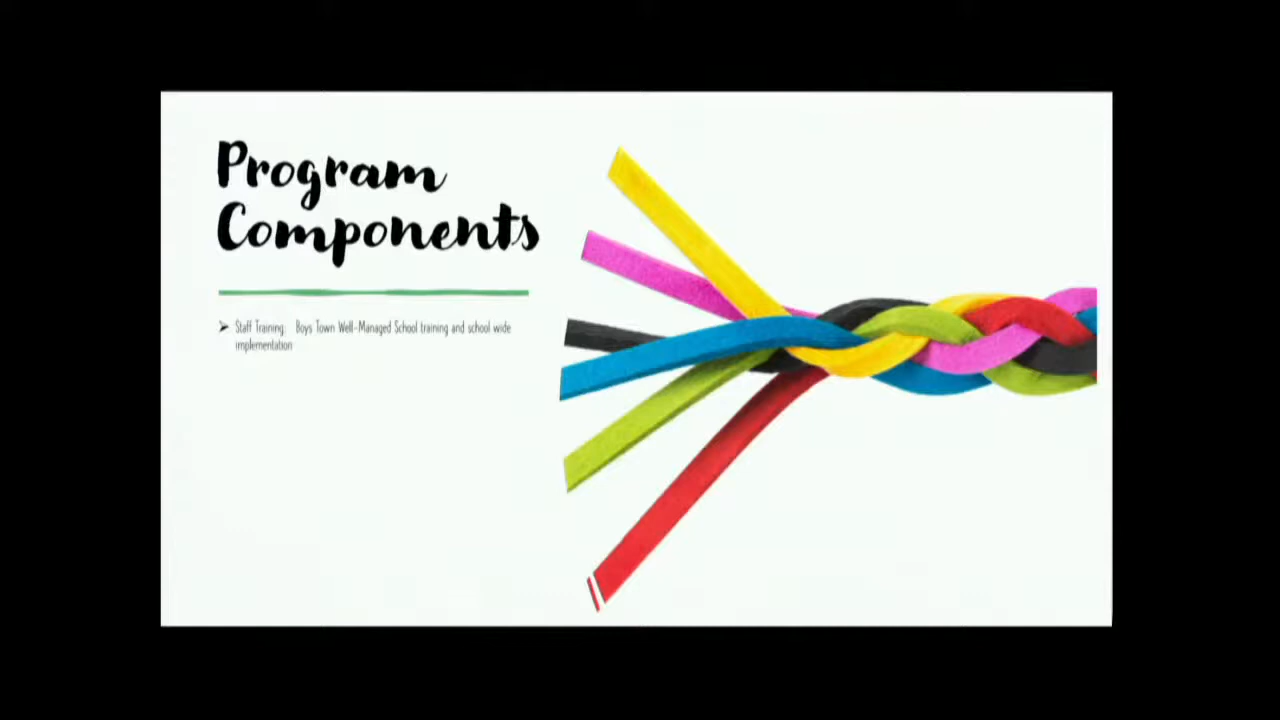 Program
Components
Staff Training: Boys Town Well-Managed School training and school wide
implementation